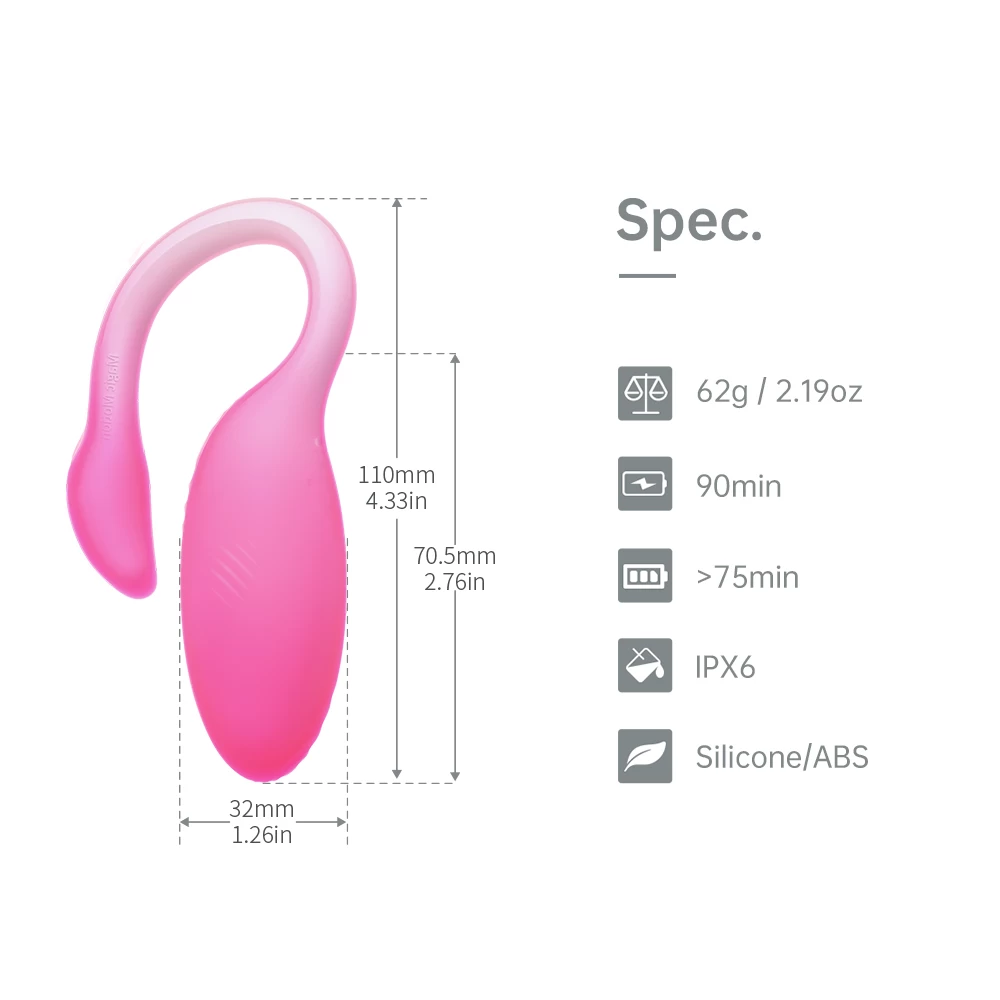 Spec.
62g / 2.19oz
90min
>75min
IPX6
Silicone/ABS
110mm
4.33in
70.5mm
2.76in
32mm
1.26in